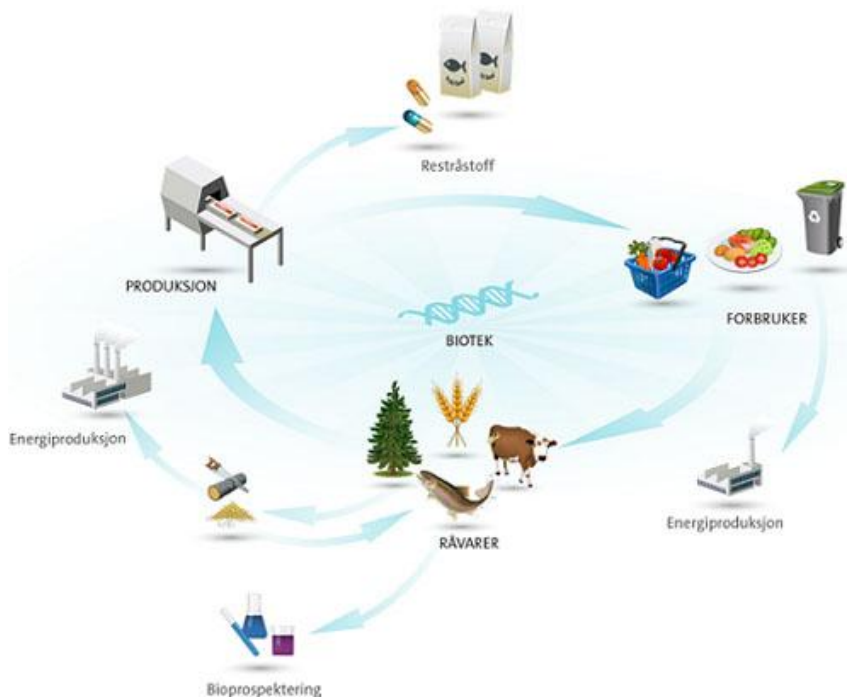 Restråstoff
PRODUKSJON
FORBRUKER
BIOTEK
Energiproduksjon
Energiproduksjon
RÅVARER
Bioprospektering